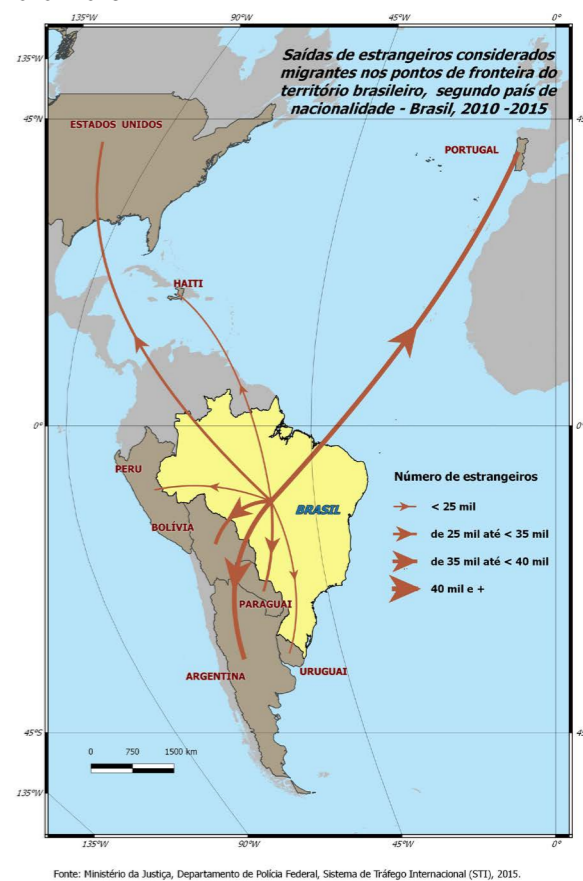 135°W
90°W
45°W
0°
Saídas de estrangeiros considerados
migrantes nos pontos de fronteira do
território brasileiro, segundo país de
nacionalidade - Brasil, 2010 -2015
135°W
45°W
ESTADOS UNIDOS
PORTUGAL
HAITI
0°
0°
PERU
Número de estrangeiros
< 25 mil
BRASIL
BOLÍVIA
de 25 mil até < 35 mil
de 35 mil até < 40 mil
40 mil e +
PARAGUAI
URUGUAI
ARGENTINA
45°S
0 750 1500 km
135°W
135°W
90°W
45°W
0°
Fonte: Ministério da Justiça, Departamento de Polícia Federal, Sistema de Tráfego Internacional (STI), 2015.